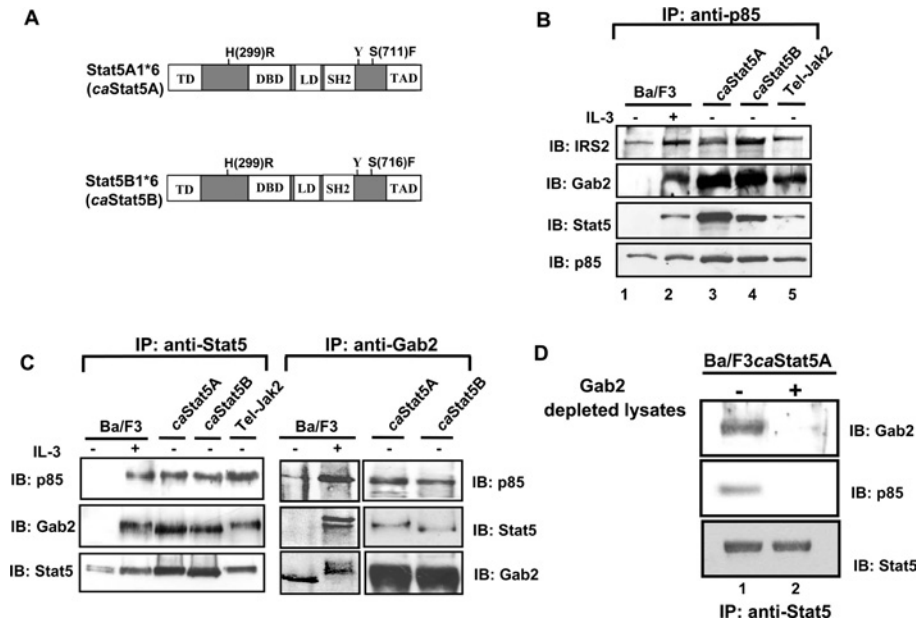 A
H(299)R Y S(711)F
Stat5A1*6
(caStat5A)
TD DBD LD SH2 TAD
H(299)R Y S(716)F
Stat5B1*6
(caStat5B)
TD DBD LD SH2 TAD
B
IP: anti-p85
Ba/F3 caStat5A caStat5B Tel-Jak2
IL-3 - + - - -
IB: IRS2
IB: Gab2
IB: Stat5
IB: p85
1 2 3 4 5
C
IP: anti-Stat5
Ba/F3 caStat5A caStat5B Tel-Jak2
IL-3 - + - - -
IB: p85
IB: Gab2
IB: Stat5
IP: anti-Gab2
Ba/F3 caStat5A caStat5B
- + - -
IB: p85
IB: Stat5
IB: Gab2
D
Ba/F3caStat5A
Gab2
depleted lysates
- +
IB: Gab2
IB: p85
IB: Stat5
1 2
IP: anti-Stat5